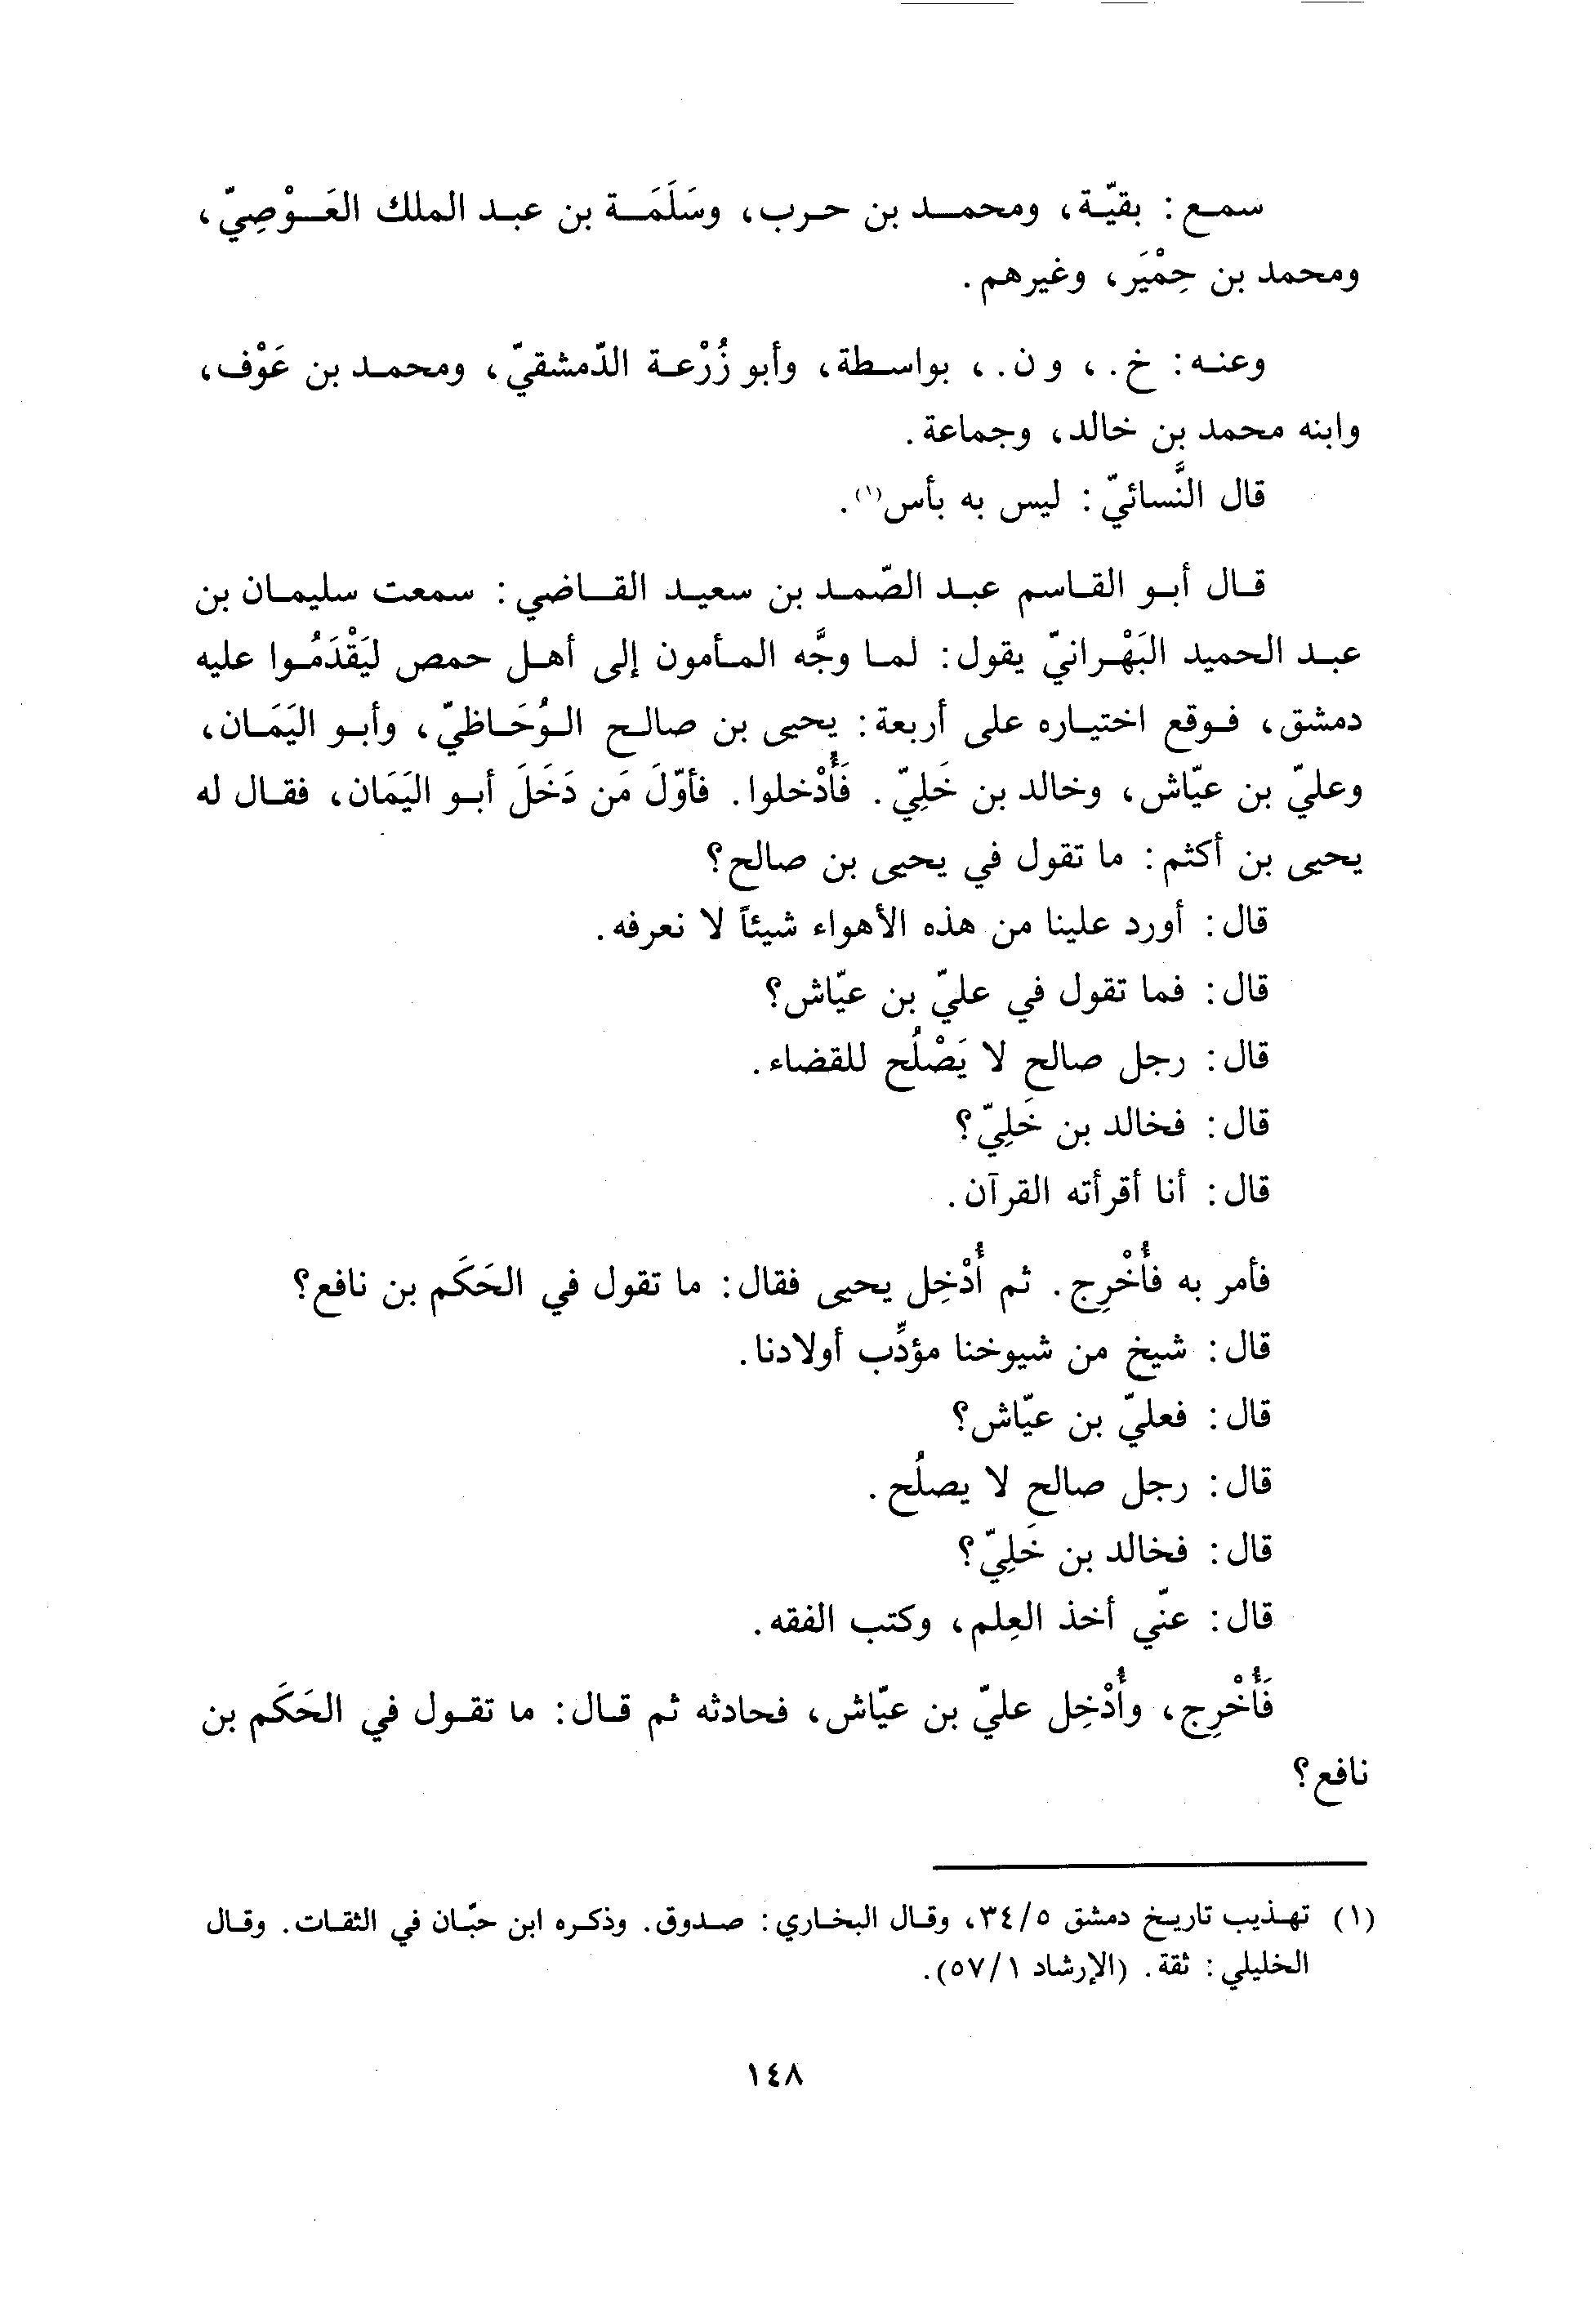 سمع: بقيّة، ومحمد بن حرب، وسَلَمَة بن عبد الملك العَوْصِيّ،
ومحمد بن حِمْيَر، وغيرهم.
وعنه: خ.، و ن.، بواسطة، وأبو زُرْعة الدّمشقيّ، ومحمد بن عَوْف،
وابنه محمد بن خالد، وجماعة.
قال النَّسائيّ: ليس به بأس(١).
قال أبو القاسم عبد الصّمد بن سعيد القاضي: سمعت سليمان بن
عبد الحميد البَهْرانيّ يقول: لما وجَّه المأمون إلى أهل حمص ليَقْدَمُوا عليه
دمشق، فوقع اختياره على أربعة: يحيى بن صالح الوُحَاظيّ، وأبو اليَمَان،
وعليّ بن عيّاش، وخالد بن خَلِيّ. فَأُدْخلوا. فأوّلَ مَن دَخَلَ أبو اليَمَان، فقال له
يحيى بن أكثم: ما تقول في يحيى بن صالح؟
قال: أورد علينا من هذه الأهواء شيئاً لا نعرفه.
قال: فما تقول في عليّ بن عيّاش؟
قال: رجل صالح لا يَصْلُح للقضاء.
قال: فخالد بن خَلِيّ؟
قال: أنا أقرأته القرآن.
فأمر به فأُخْرِج. ثم أُدْخِل يحيى فقال: ما تقول في الحَكَم بن نافع؟
قال: شيخ من شيوخنا مؤدِّب أولادنا.
قال: فعليّ بن عيّاش؟
قال: رجل صالح لا يصلُح.
قال: فخالد بن خَلِيّ؟
قال: عنّي أخذ العِلم، وكتب الفقه.
فَأُخْرِج، وأُدْخِل عليّ بن عيّاش، فحادثه ثم قال: ما تقول في الحَكَم بن
نافع؟
(١) تهذيب تاريخ دمشق ٣٤/٥، وقال البخاري: صدوق. وذكره ابن حبّان في الثقات. وقال
الخليلي: ثقة. (الإرشاد ٥٧/١).
١٤٨